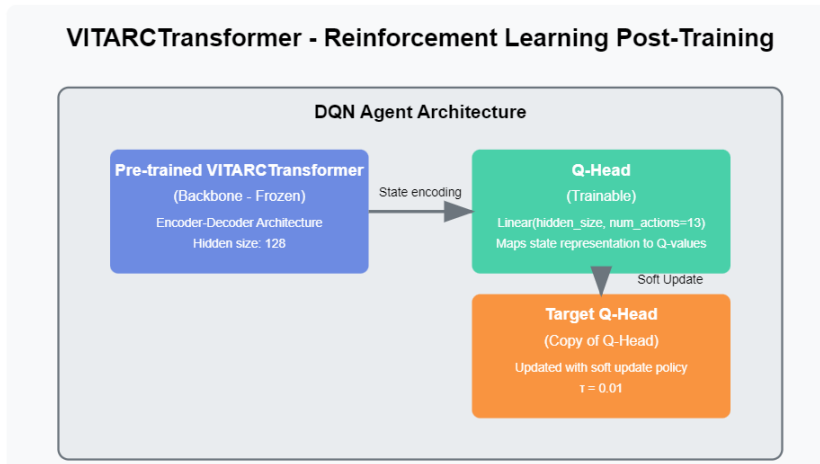 VITARCTransformer - Reinforcement Learning Post-Training
DQN Agent Architecture
Pre-trained VITARCTransformer
(Backbone - Frozen)
Encoder-Decoder Architecture
Hidden size: 128
State encoding
Q-Head
(Trainable)
Linear(hidden_size, num_actions=13)
Maps state representation to Q-values
Soft Update
Target Q-Head
(Copy of Q-Head)
Updated with soft update policy
τ = 0.01